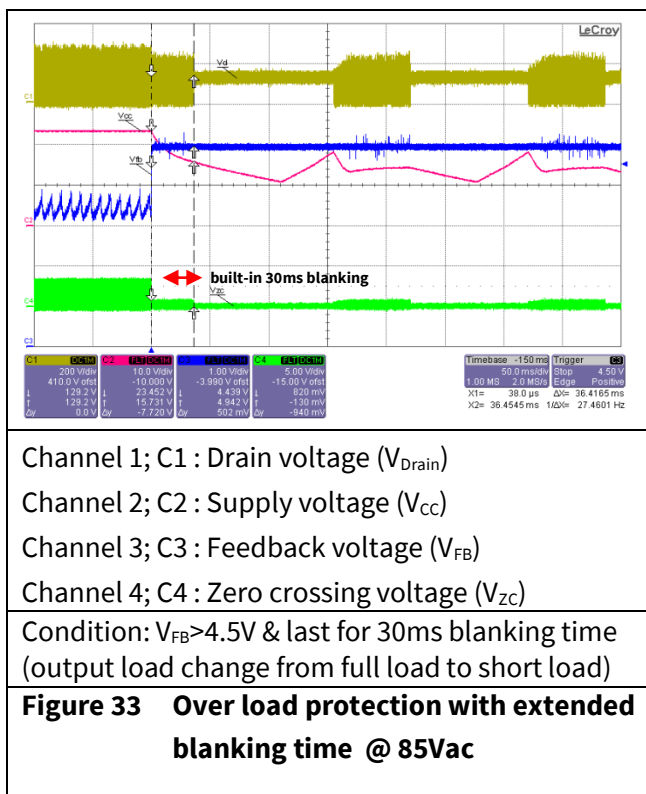 LeCroy
Vd
C1
Vcc
Vfb
C2
built-in 30ms blanking
Vzc
C4
C3
C1 DC1M
200 V/div
410.0 V ofst
↓ 129.2 V
↑ 129.2 V
Δy 0.0 V
C2 FLT DC1M
10.0 V/div
-10.000 V
↓ 23.452 V
↑ 15.731 V
Δy -7.720 V
1.00 V/div
-3.990 V ofst
↓ 4.439 V
↑ 4.942 V
Δy 502 mV
C4 FLT DC1M
5.00 V/div
-15.00 V ofst
↓ 820 mV
↑ -130 mV
Δy -940 mV
Timebase -150 ms
50.0 ms/div
1.00 MS 2.0 MS/s
Trigger C3
Stop 4.50 V
Edge Positive
X1= 38.0 µs ΔX= 36.4165 ms
X2= 36.4545 ms 1/ΔX= 27.4601 Hz
Channel 1; C1 : Drain voltage (VDrain)
Channel 2; C2 : Supply voltage (VCC)
Channel 3; C3 : Feedback voltage (VFB)
Channel 4; C4 : Zero crossing voltage (VZC)
Condition: VFB>4.5V & last for 30ms blanking time
(output load change from full load to short load)
Figure 33 Over load protection with extended
blanking time @ 85Vac